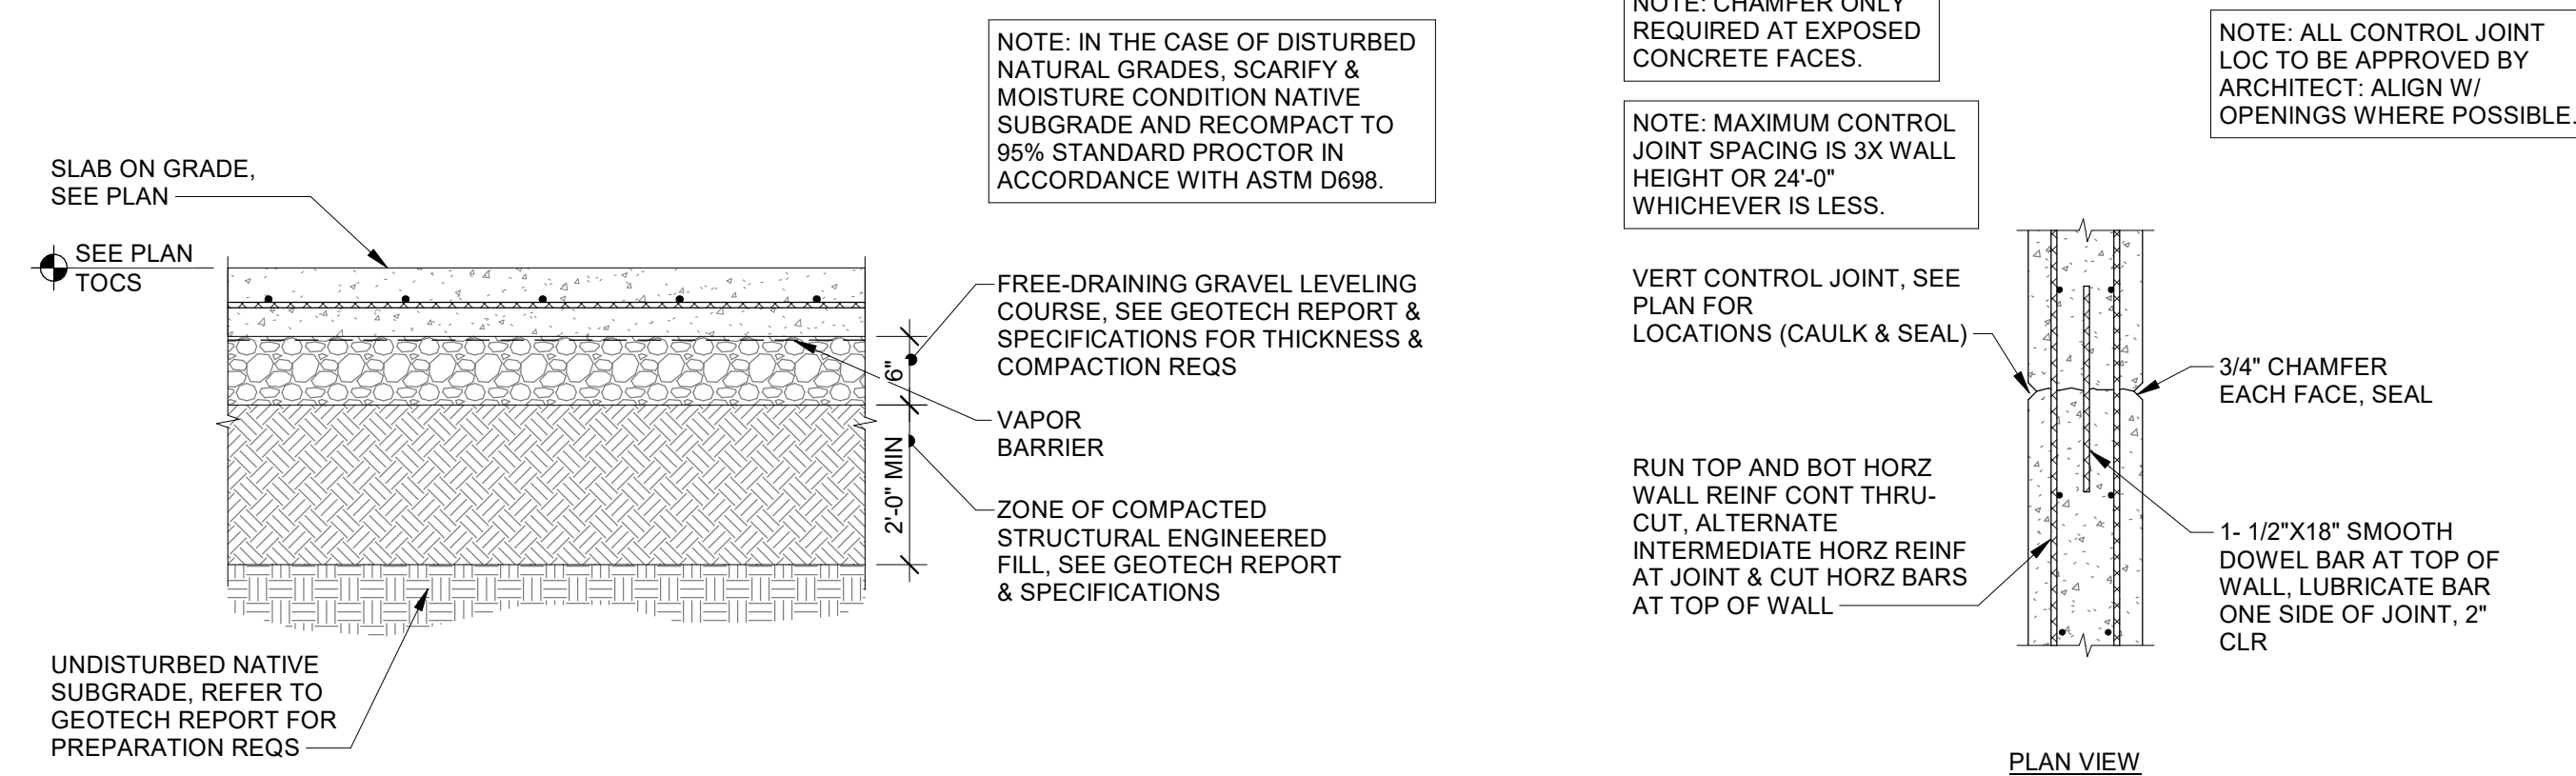 NOTE: IN THE CASE OF DISTURBED
NATURAL GRADES, SCARIFY &
MOISTURE CONDITION NATIVE
SUBGRADE AND RECOMPACT TO
95% STANDARD PROCTOR IN
ACCORDANCE WITH ASTM D698.
SLAB ON GRADE,
SEE PLAN
SEE PLAN
TOCS
FREE-DRAINING GRAVEL LEVELING
COURSE, SEE GEOTECH REPORT &
SPECIFICATIONS FOR THICKNESS &
COMPACTION REQS
6"
VAPOR
BARRIER
2'-0" MIN
ZONE OF COMPACTED
STRUCTURAL ENGINEERED
FILL, SEE GEOTECH REPORT
& SPECIFICATIONS
UNDISTURBED NATIVE
SUBGRADE, REFER TO
GEOTECH REPORT FOR
PREPARATION REQS
NOTE: CHAMFER ONLY
REQUIRED AT EXPOSED
CONCRETE FACES.
NOTE: ALL CONTROL JOINT
LOC TO BE APPROVED BY
ARCHITECT: ALIGN W/
OPENINGS WHERE POSSIBLE.
NOTE: MAXIMUM CONTROL
JOINT SPACING IS 3X WALL
HEIGHT OR 24'-0"
WHICHEVER IS LESS.
VERT CONTROL JOINT, SEE
PLAN FOR
LOCATIONS (CAULK & SEAL)
3/4" CHAMFER
EACH FACE, SEAL
RUN TOP AND BOT HORZ
WALL REINF CONT THRU-
CUT, ALTERNATE
INTERMEDIATE HORZ REINF
AT JOINT & CUT HORZ BARS
AT TOP OF WALL
1- 1/2"X18" SMOOTH
DOWEL BAR AT TOP OF
WALL, LUBRICATE BAR
ONE SIDE OF JOINT, 2"
CLR
PLAN VIEW